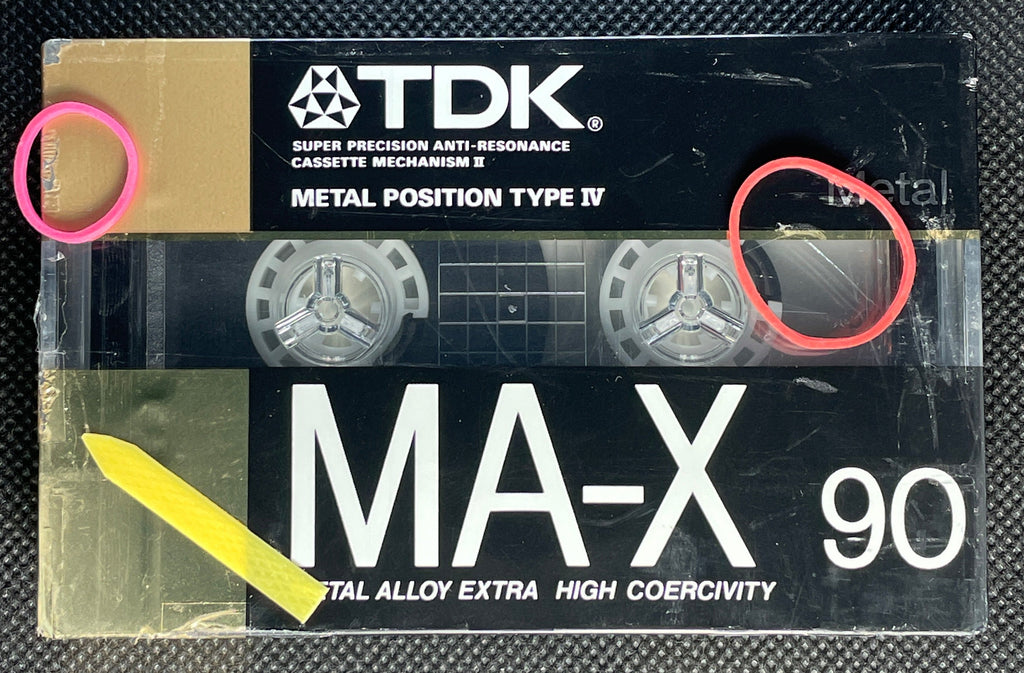 TDK®
SUPER PRECISION ANTI-RESONANCE
CASSETTE MECHANISM II
METAL POSITION TYPE IV
Metal
MA-X 90
ETAL ALLOY EXTRA HIGH COERCIVITY